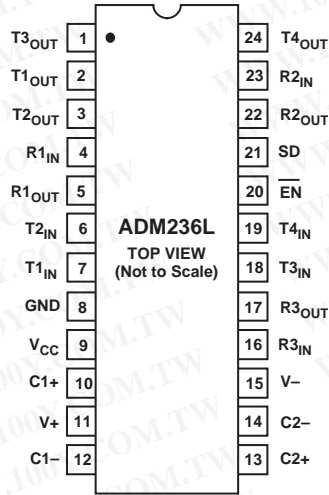 T3OUT 1
T1OUT 2
T2OUT 3
R1IN 4
R1OUT 5
T2IN 6
T1IN 7
GND 8
VCC 9
C1+ 10
V+ 11
C1– 12
ADM236L
TOP VIEW
(Not to Scale)
24 T4OUT
23 R2IN
22 R2OUT
21 SD
20 E̅N̅
19 T4IN
18 T3IN
17 R3OUT
16 R3IN
15 V–
14 C2–
13 C2+